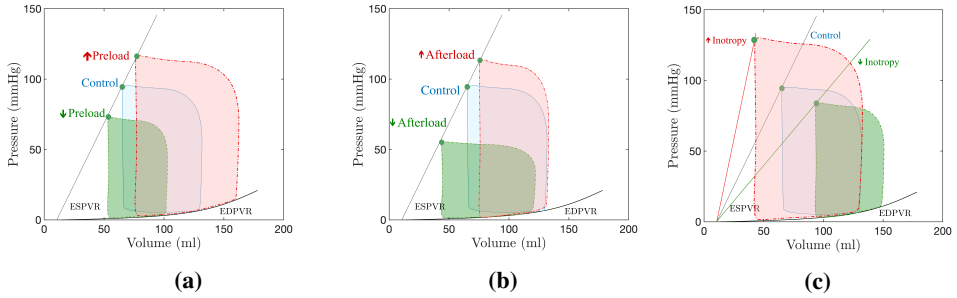 150
100
50
0
Pressure (mmHg)
↑Preload
Control
↓Preload
ESPVR
EDPVR
0 50 100 150 200
Volume (ml)
(a)
150
100
50
0
Pressure (mmHg)
↑Afterload
Control
↓Afterload
ESPVR
EDPVR
0 50 100 150 200
Volume (ml)
(b)
150
100
50
0
Pressure (mmHg)
↑Inotropy
Control
↓Inotropy
ESPVR
EDPVR
0 50 100 150 200
Volume (ml)
(c)